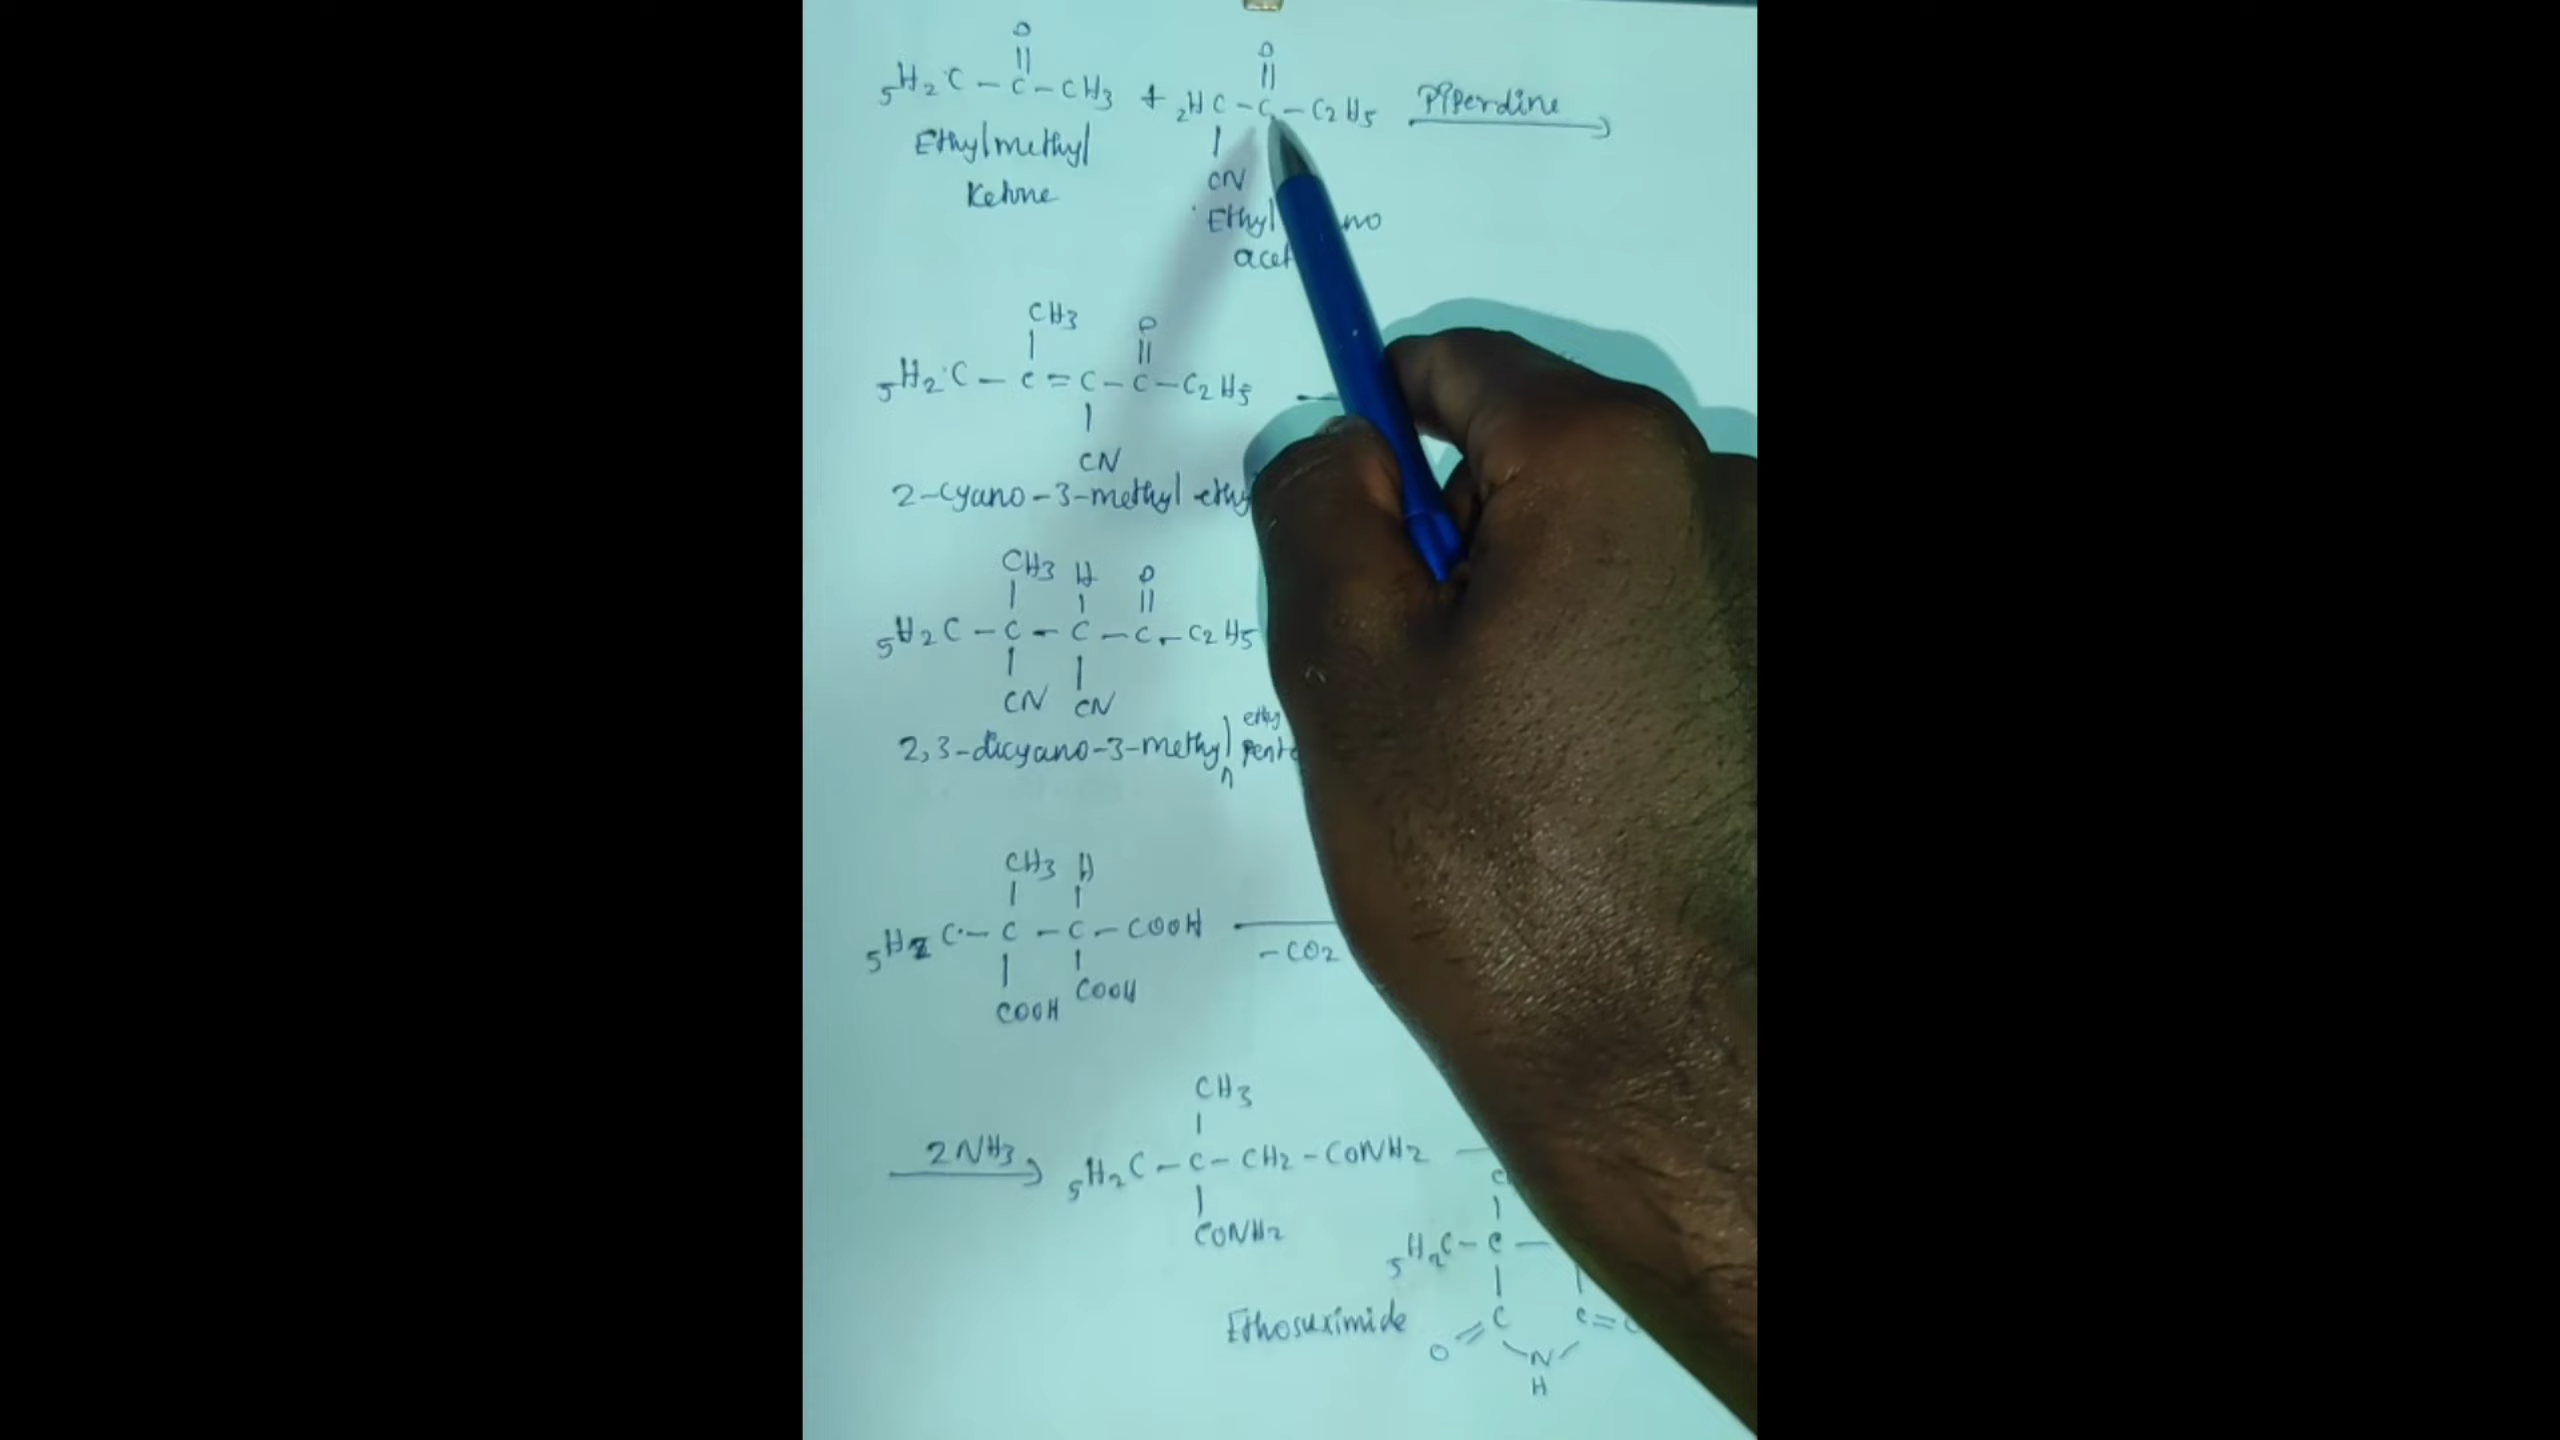 O O
5H2C - C - CH3 + 2HC - C - C2H5 Piperdine
Ethylmethyl
Ketone
CN
Ethyl
CH3 O
5H2C - C = C - C - C2H5
CN
2-Cyano-3-methyl
CH3 H O
5H2C - C - C - C - C2H5
CN CN
2,3-dicyano-3-methyl
CH3 H
5H2C - C - C - COOH
-CO2
COOH COOH
CH3
2NH3 5H2C - C - CH2 - CONH2
CONH2
5H2C - C -
Ethosuximide
O = C C =
N
H